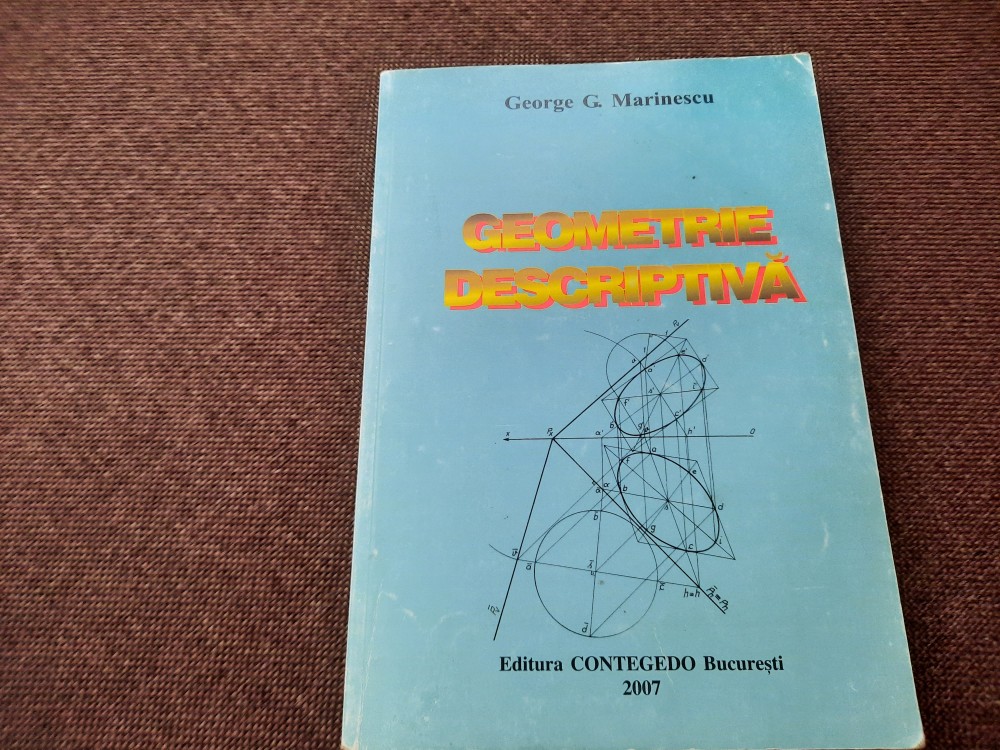 George G. Marinescu
GEOMETRIE
DESCRIPTIVĂ
Editura CONTEGEDO București
2007